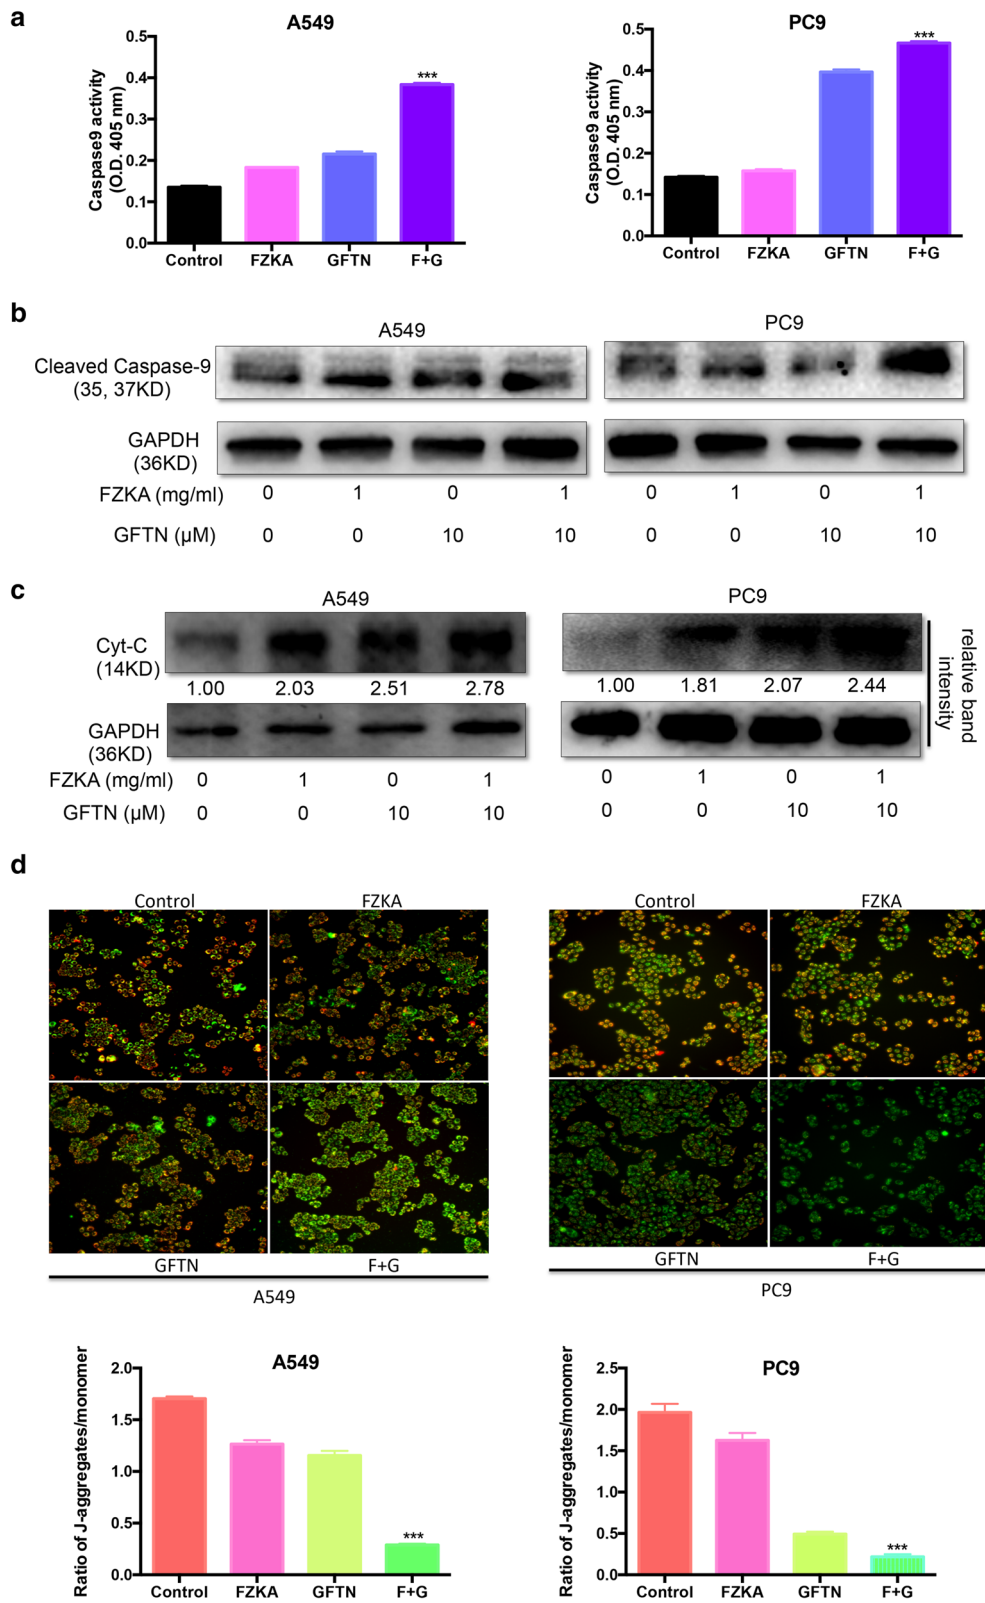 a
A549
Caspase9 activity
(O.D. 405 nm)
0.5
0.4
0.3
0.2
0.1
0.0
***
Control FZKA GFTN F+G
PC9
Caspase9 activity
(O.D. 405 nm)
0.5
0.4
0.3
0.2
0.1
0.0
***
Control FZKA GFTN F+G
b
A549 PC9
Cleaved Caspase-9
(35, 37KD)
GAPDH
(36KD)
FZKA (mg/ml) 0 1 0 1 0 1 0 1
GFTN (µM) 0 0 10 10 0 0 10 10
c
A549 PC9
Cyt-C
(14KD)
1.00 2.03 2.51 2.78 1.00 1.81 2.07 2.44
GAPDH
(36KD)
relative band
intensity
FZKA (mg/ml) 0 1 0 1 0 1 0 1
GFTN (µM) 0 0 10 10 0 0 10 10
d
Control FZKA Control FZKA
GFTN F+G GFTN F+G
A549 PC9
A549
Ratio of J-aggregates/monomer
2.0
1.5
1.0
0.5
0.0
***
Control FZKA GFTN F+G
PC9
Ratio of J-aggregates/monomer
2.5
2.0
1.5
1.0
0.5
0.0
***
Control FZKA GFTN F+G